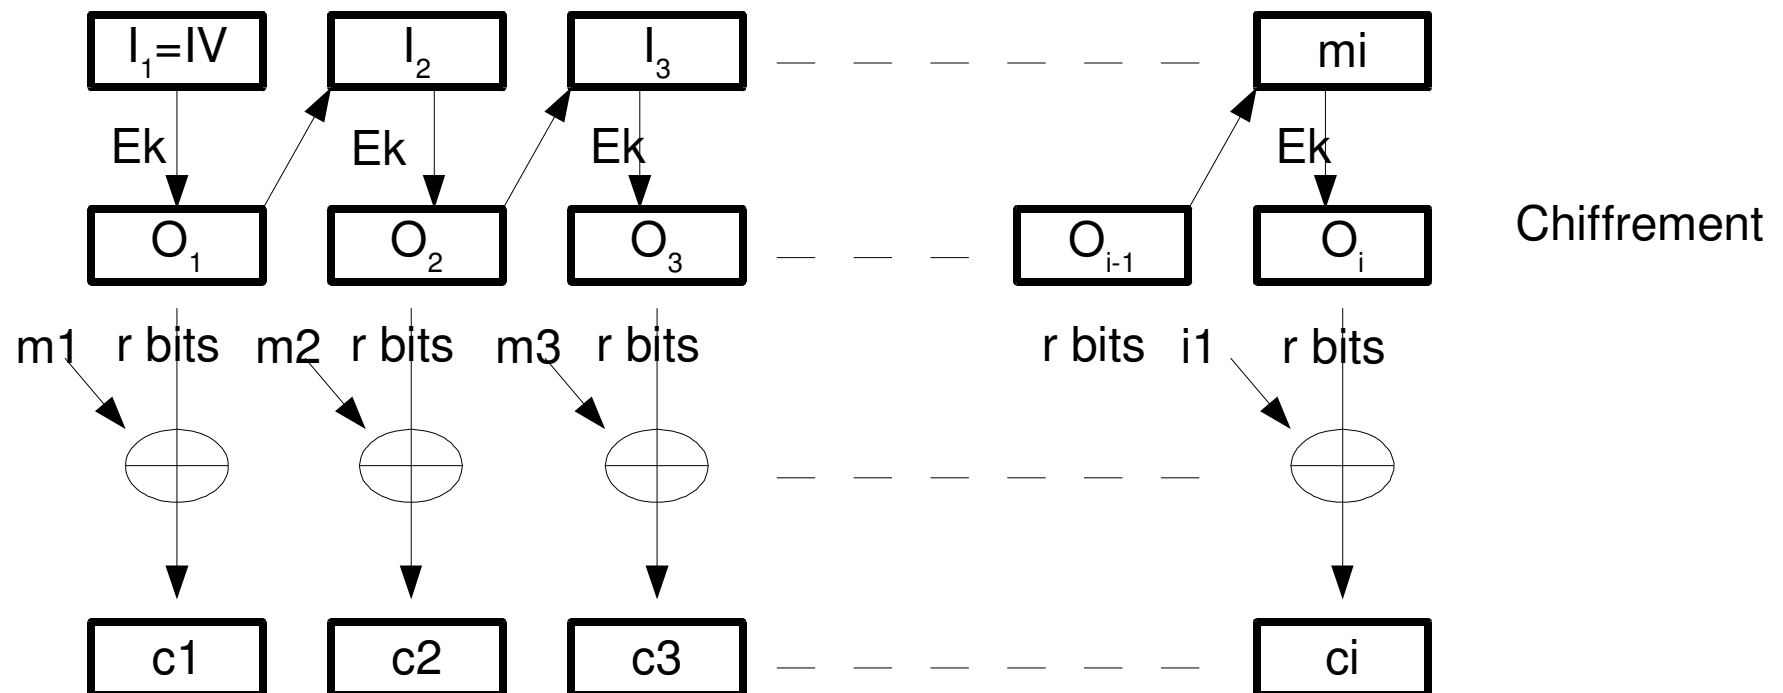 I₁=IV I₂ I₃ mi
Ek Ek Ek Ek
O₁ O₂ O₃ Oᵢ₋₁ Oᵢ Chiffrement
m1 r bits m2 r bits m3 r bits r bits i1 r bits
c1 c2 c3 ci